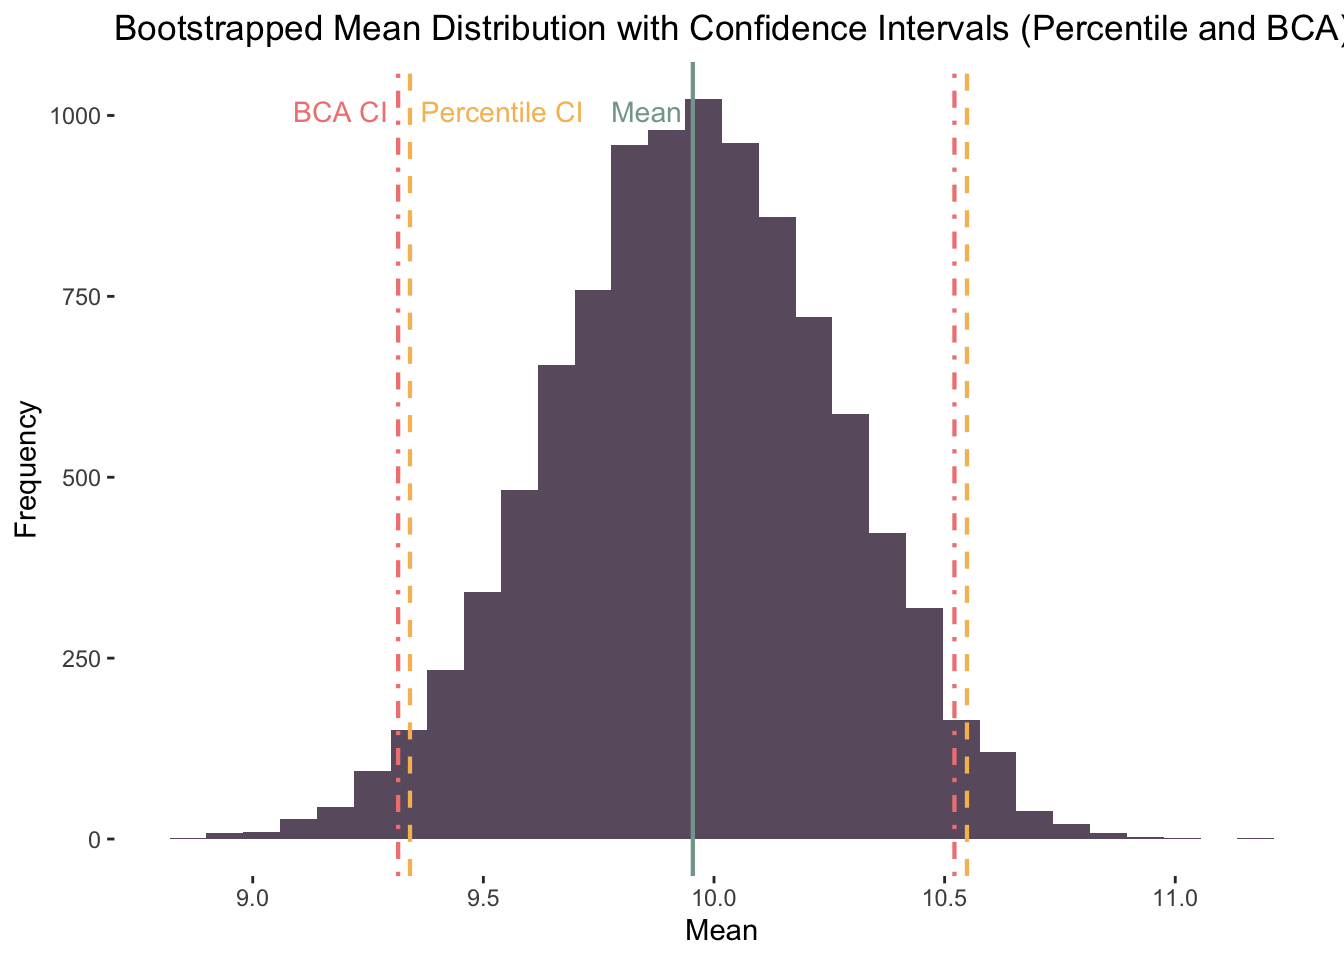 Bootstrapped Mean Distribution with Confidence Intervals (Percentile and BCA)
BCA CI Percentile CI Mean
1000
750
500
250
0
Frequency
9.0 9.5 10.0 10.5 11.0
Mean